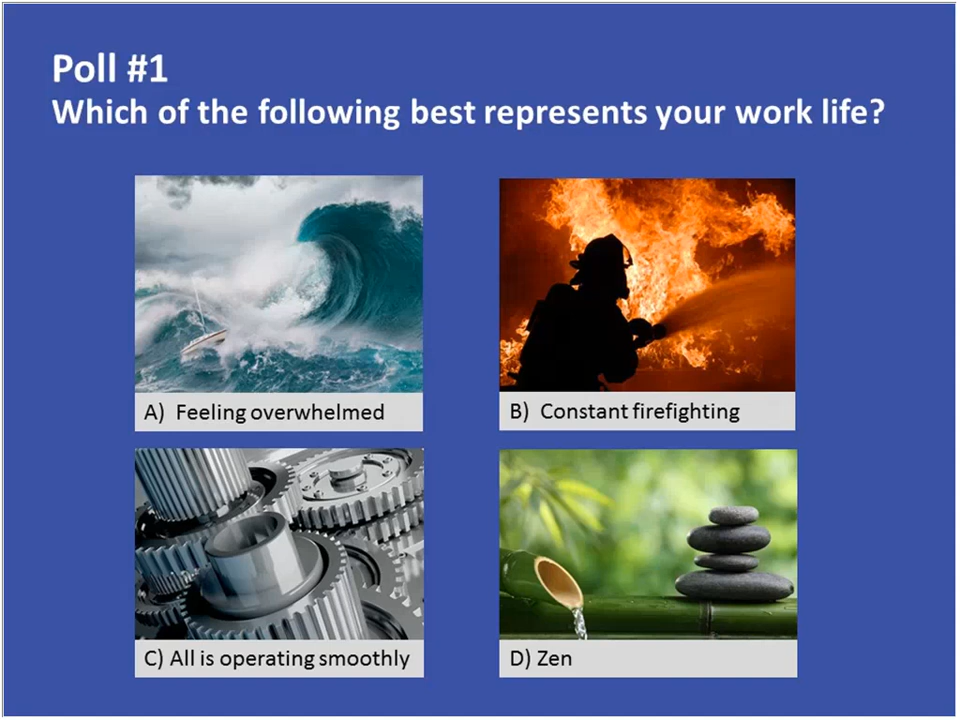 Poll #1
Which of the following best represents your work life?
A) Feeling overwhelmed
B) Constant firefighting
C) All is operating smoothly
D) Zen